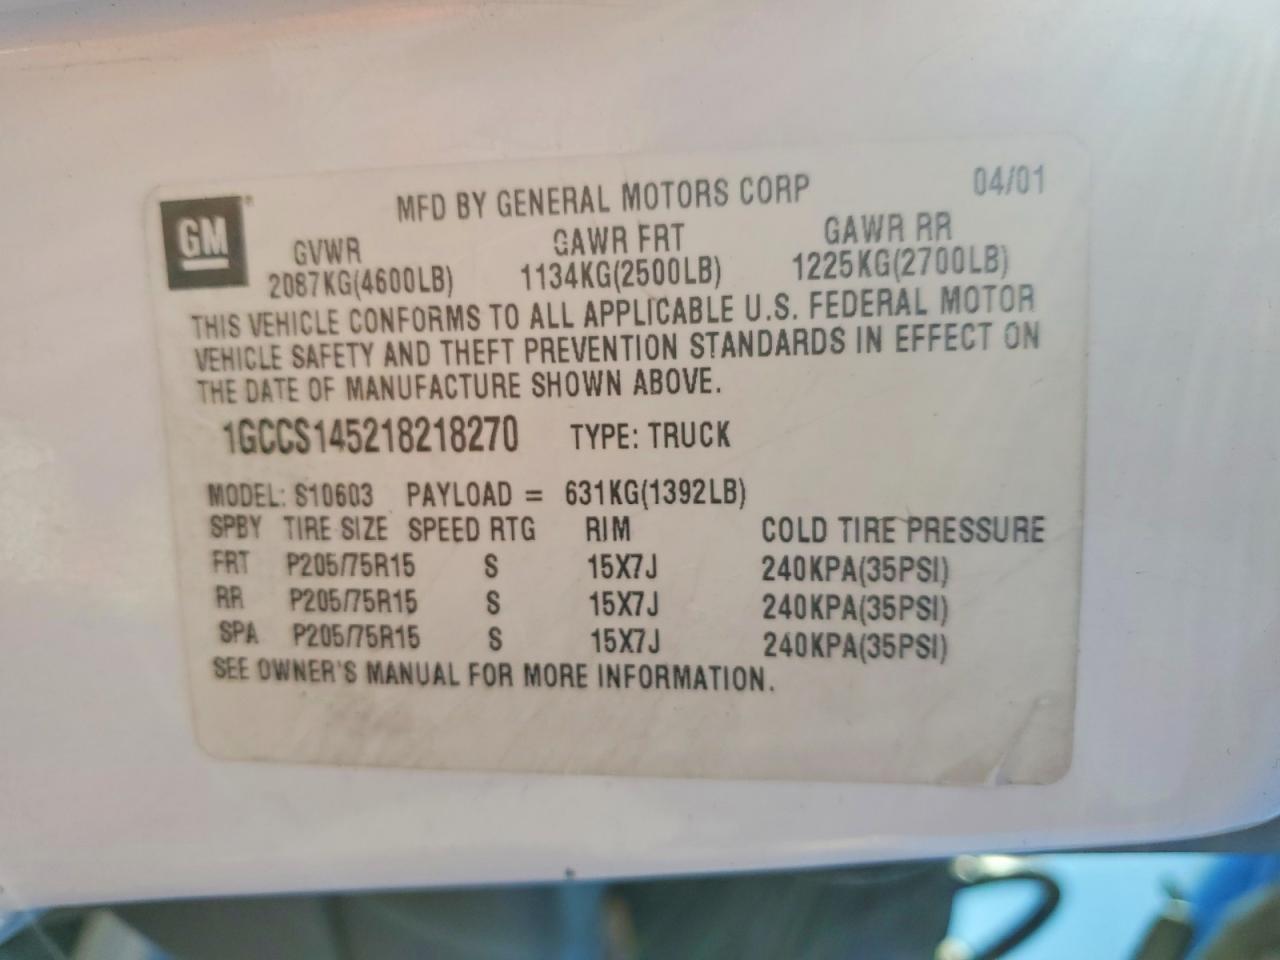 GM
MFD BY GENERAL MOTORS CORP 04/01
GVWR GAWR FRT GAWR RR
2087KG(4600LB) 1134KG(2500LB) 1225KG(2700LB)
THIS VEHICLE CONFORMS TO ALL APPLICABLE U.S. FEDERAL MOTOR
VEHICLE SAFETY AND THEFT PREVENTION STANDARDS IN EFFECT ON
THE DATE OF MANUFACTURE SHOWN ABOVE.
1GCCS145218218270 TYPE: TRUCK
MODEL: S10603 PAYLOAD = 631KG(1392LB)
SPBY TIRE SIZE SPEED RTG RIM COLD TIRE PRESSURE
FRT P205/75R15 S 15X7J 240KPA(35PSI)
RR P205/75R15 S 15X7J 240KPA(35PSI)
SPA P205/75R15 S 15X7J 240KPA(35PSI)
SEE OWNER'S MANUAL FOR MORE INFORMATION.